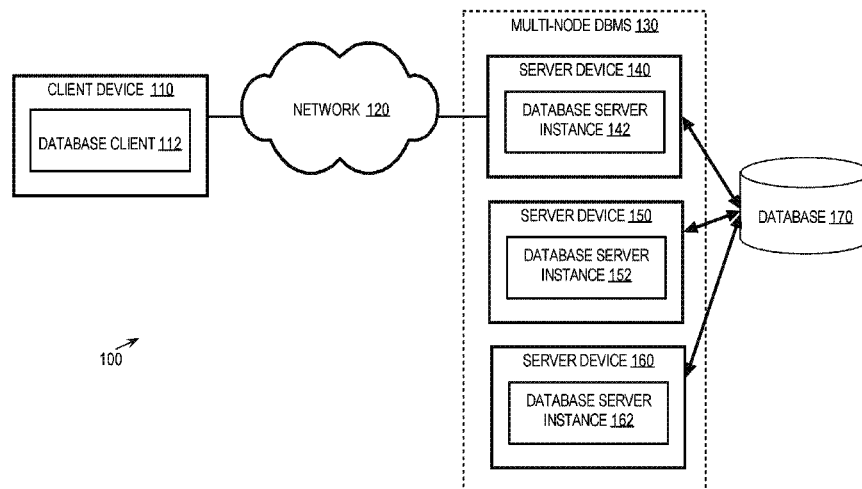 MULTI-NODE DBMS 130
CLIENT DEVICE 110
DATABASE CLIENT 112
NETWORK 120
SERVER DEVICE 140
DATABASE SERVER
INSTANCE 142
SERVER DEVICE 150
DATABASE SERVER
INSTANCE 152
SERVER DEVICE 160
DATABASE SERVER
INSTANCE 162
DATABASE 170
100